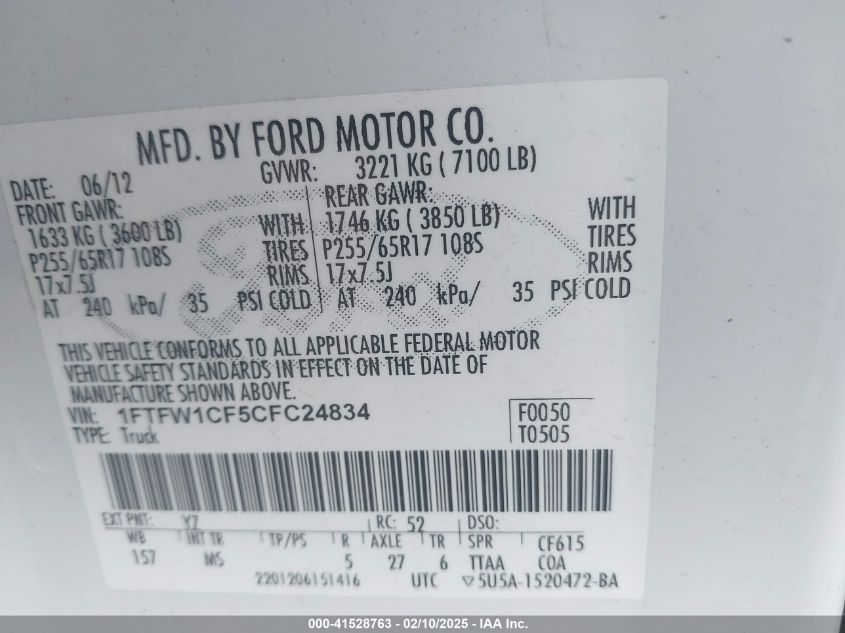 MFD. BY FORD MOTOR CO.
DATE: 06/12 GVWR: 3221 KG ( 7100 LB)
FRONT GAWR: REAR GAWR:
1633 KG ( 3600 LB) WITH 1746 KG ( 3850 LB) WITH
P255/65R17 108S TIRES P255/65R17 108S TIRES
17x7.5J RIMS 17x7.5J RIMS
AT 240 kPa/ 35 PSI COLD AT 240 kPa/ 35 PSI COLD
THIS VEHICLE CONFORMS TO ALL APPLICABLE FEDERAL MOTOR
VEHICLE SAFETY STANDARDS IN EFFECT ON THE DATE OF
MANUFACTURE SHOWN ABOVE.
VIN: 1FTFW1CF5CFC24834 F0050
TYPE: Truck T0505
EXT PNT: YZ RC: 52 DSO:
WB INT TR TP/PS R AXLE TR SPR CF615
157 MS 5 27 6 TTAA COA
2201206151416 UTC ▽5U5A-1520472-BA
000-41528763 - 02/10/2025 - IAA Inc.